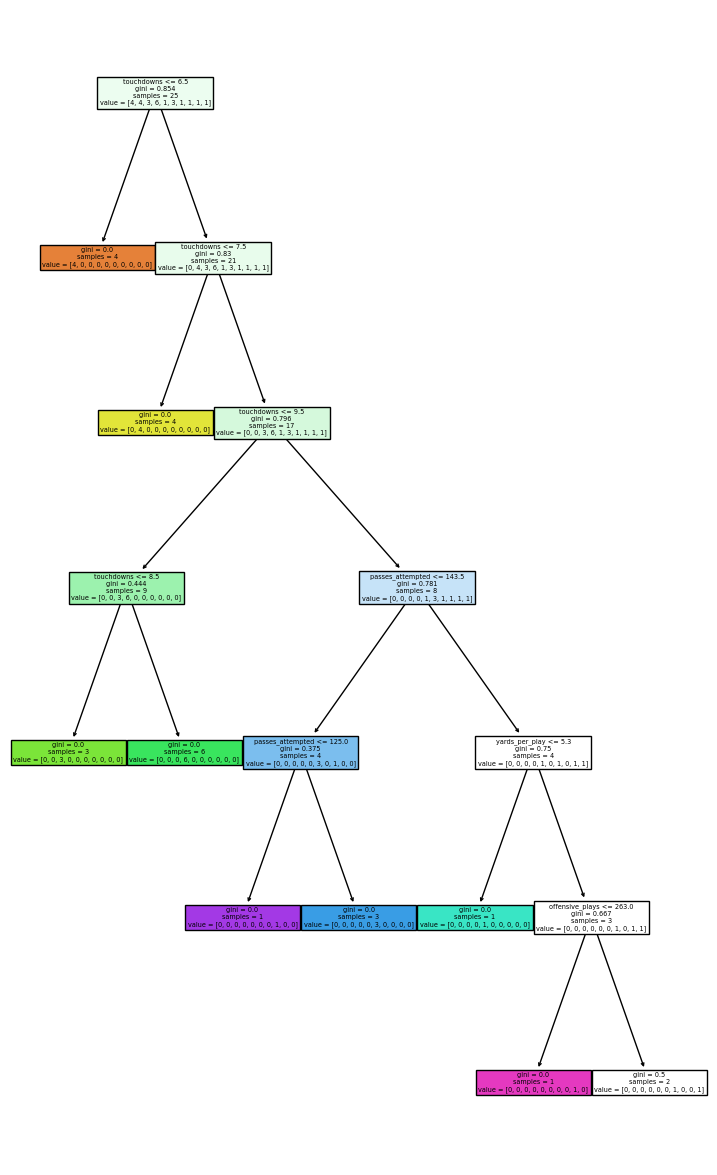 touchdowns <= 6.5
gini = 0.854
samples = 25
value = [4, 4, 3, 6, 1, 3, 1, 1, 1, 1]
gini = 0.0
samples = 4
value = [4, 0, 0, 0, 0, 0, 0, 0, 0, 0]
touchdowns <= 7.5
gini = 0.83
samples = 21
value = [0, 4, 3, 6, 1, 3, 1, 1, 1, 1]
gini = 0.0
samples = 4
value = [0, 4, 0, 0, 0, 0, 0, 0, 0, 0]
touchdowns <= 9.5
gini = 0.796
samples = 17
value = [0, 0, 3, 6, 1, 3, 1, 1, 1, 1]
touchdowns <= 8.5
gini = 0.444
samples = 9
value = [0, 0, 3, 6, 0, 0, 0, 0, 0, 0]
passes_attempted <= 143.5
gini = 0.781
samples = 8
value = [0, 0, 0, 0, 1, 3, 1, 1, 1, 1]
gini = 0.0
samples = 3
value = [0, 0, 3, 0, 0, 0, 0, 0, 0, 0]
gini = 0.0
samples = 6
value = [0, 0, 0, 6, 0, 0, 0, 0, 0, 0]
passes_attempted <= 125.0
gini = 0.375
samples = 4
value = [0, 0, 0, 0, 0, 3, 0, 1, 0, 0]
yards_per_play <= 5.3
gini = 0.75
samples = 4
value = [0, 0, 0, 0, 1, 0, 1, 0, 1, 1]
gini = 0.0
samples = 1
value = [0, 0, 0, 0, 0, 0, 0, 1, 0, 0]
gini = 0.0
samples = 3
value = [0, 0, 0, 0, 0, 3, 0, 0, 0, 0]
gini = 0.0
samples = 1
value = [0, 0, 0, 0, 1, 0, 0, 0, 0, 0]
offensive_plays <= 263.0
gini = 0.667
samples = 3
value = [0, 0, 0, 0, 0, 0, 1, 0, 1, 1]
gini = 0.0
samples = 1
value = [0, 0, 0, 0, 0, 0, 0, 0, 1, 0]
gini = 0.5
samples = 2
value = [0, 0, 0, 0, 0, 0, 1, 0, 0, 1]